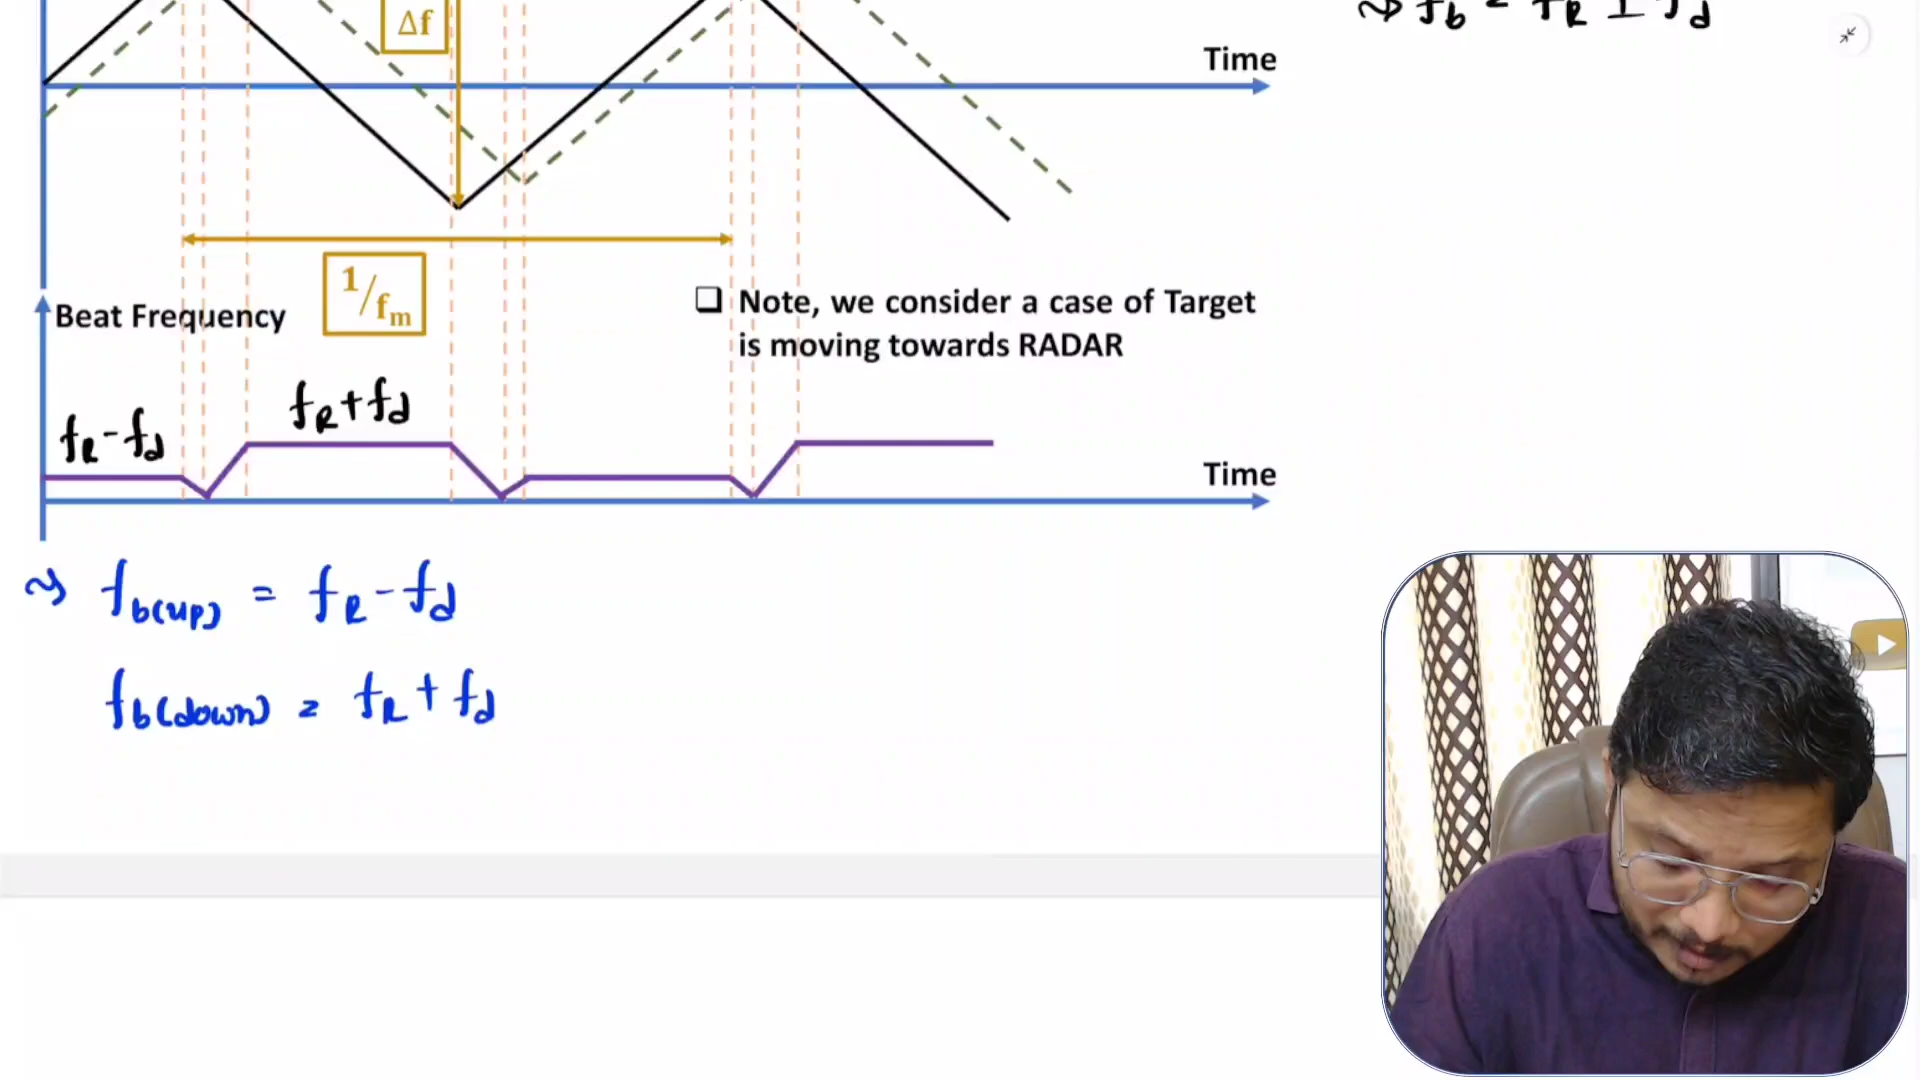 Δf
⇒ fb = fR ± fd
Time
1/fm
Beat Frequency
❑ Note, we consider a case of Target
is moving towards RADAR
fR - fd
fR + fd
Time
⇒ fb(up) = fR - fd
fb(down) = fR + fd